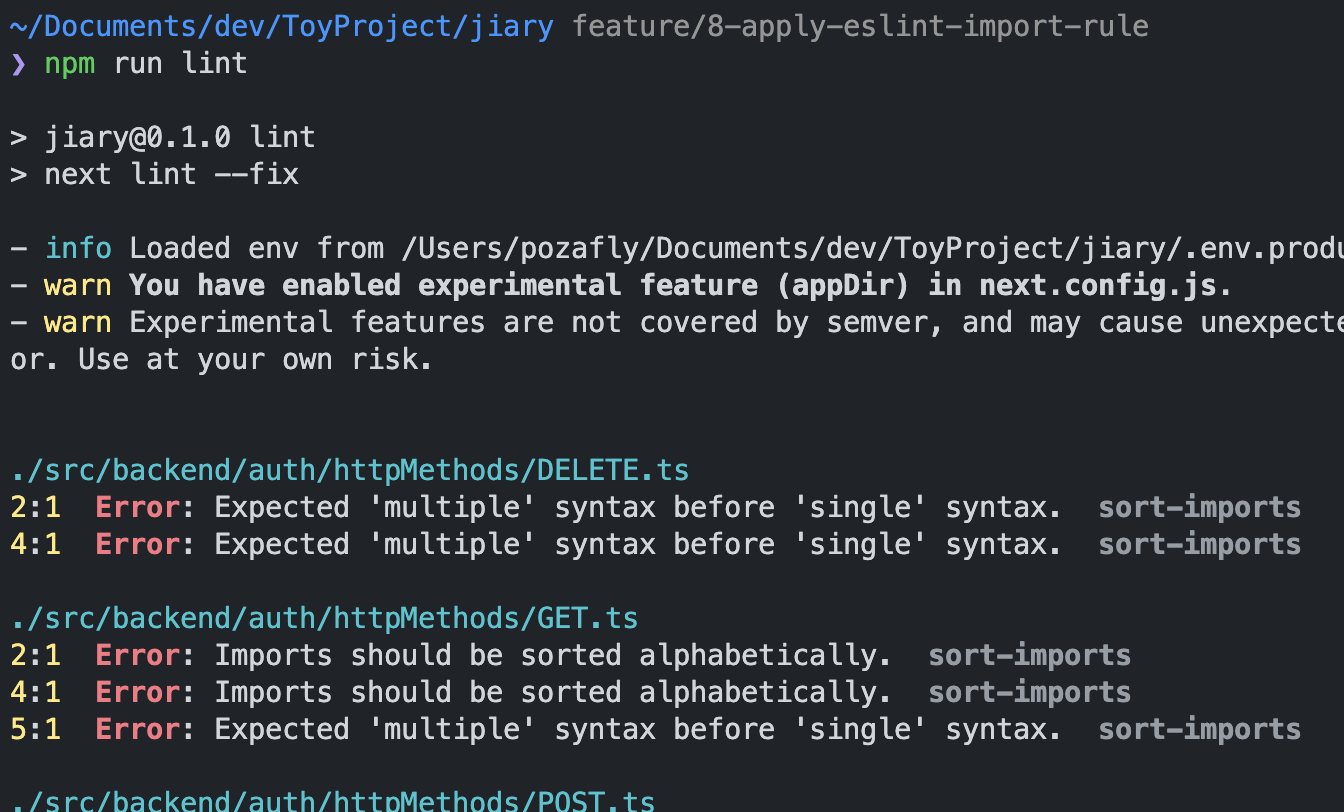 ~/Documents/dev/ToyProject/jiary feature/8-apply-eslint-import-rule
❯ npm run lint
> jiary@0.1.0 lint
> next lint --fix
- info Loaded env from /Users/pozafly/Documents/dev/ToyProject/jiary/.env.produ
- warn You have enabled experimental feature (appDir) in next.config.js.
- warn Experimental features are not covered by semver, and may cause unexpecte
or. Use at your own risk.
./src/backend/auth/httpMethods/DELETE.ts
2:1  Error: Expected 'multiple' syntax before 'single' syntax.  sort-imports
4:1  Error: Expected 'multiple' syntax before 'single' syntax.  sort-imports
./src/backend/auth/httpMethods/GET.ts
2:1  Error: Imports should be sorted alphabetically.  sort-imports
4:1  Error: Imports should be sorted alphabetically.  sort-imports
5:1  Error: Expected 'multiple' syntax before 'single' syntax.  sort-imports
./src/backend/auth/httpMethods/POST.ts